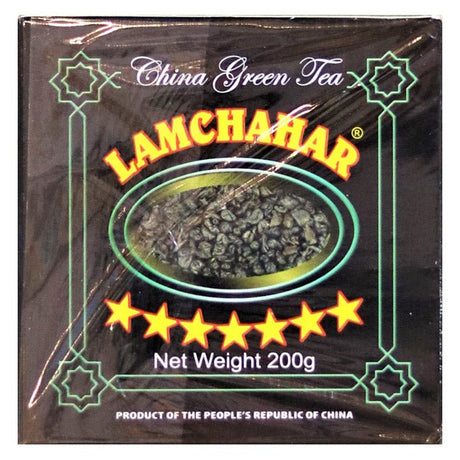 China Green Tea
LAMCHAHAR®
Net Weight 200g
PRODUCT OF THE PEOPLE'S REPUBLIC OF CHINA